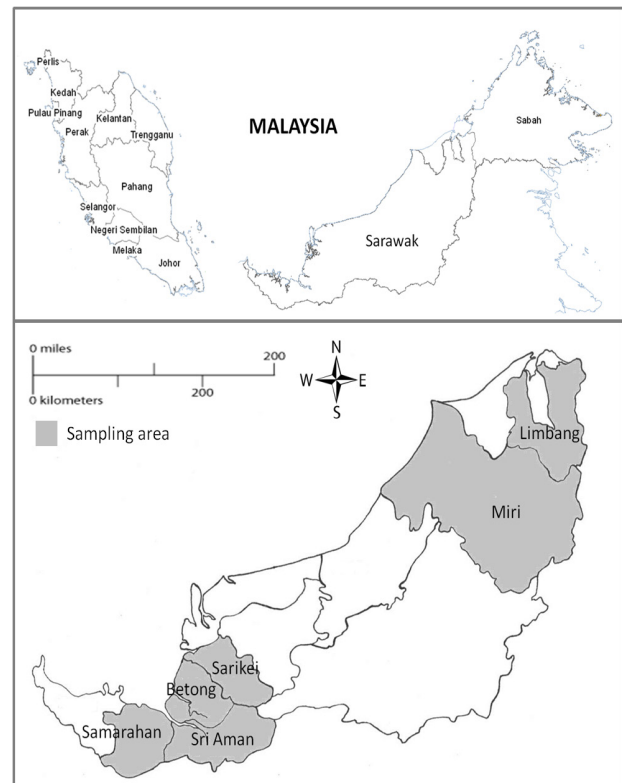 Perlis
Kedah
Pulau Pinang
Kelantan
Perak
Trengganu
Pahang
Selangor
Negeri Sembilan
Melaka
Johor
MALAYSIA
Sabah
Sarawak
0 miles
200
0 kilometers
200
N
W E
S
Sampling area
Limbang
Miri
Sarikei
Betong
Samarahan
Sri Aman